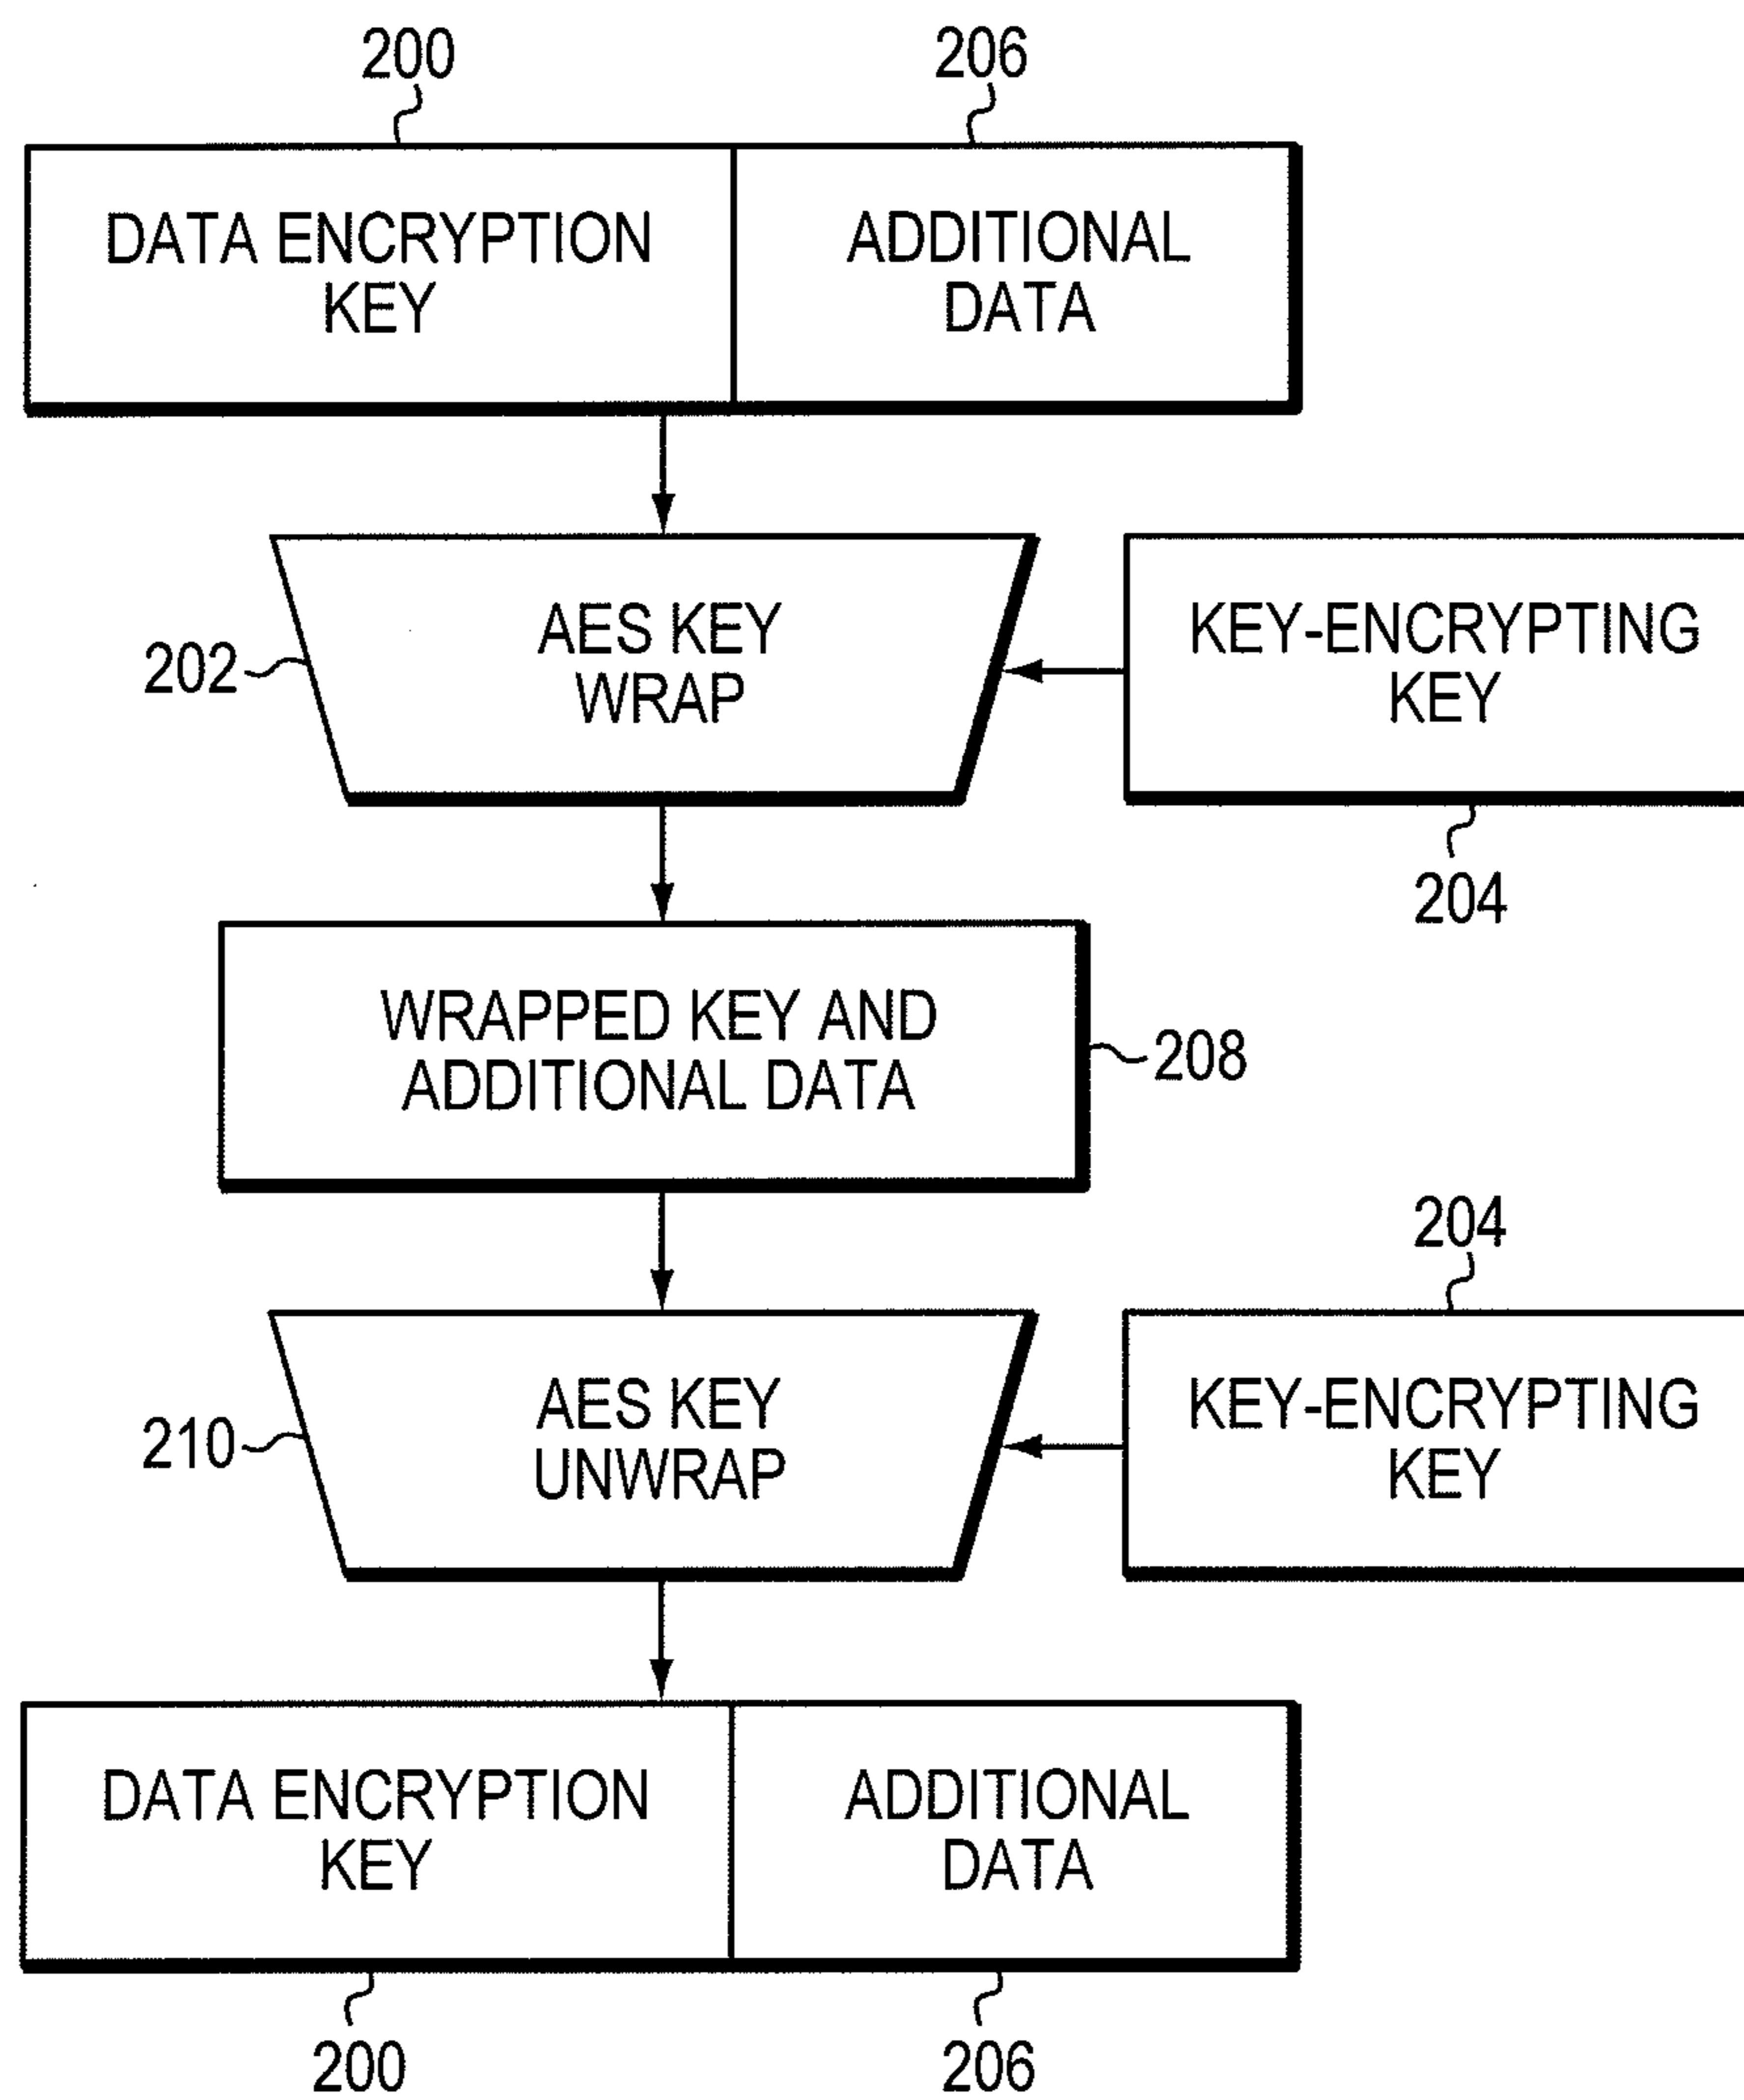 200
206
DATA ENCRYPTION
KEY
ADDITIONAL
DATA
202
AES KEY
WRAP
KEY-ENCRYPTING
KEY
204
WRAPPED KEY AND
ADDITIONAL DATA
208
204
210
AES KEY
UNWRAP
KEY-ENCRYPTING
KEY
DATA ENCRYPTION
KEY
ADDITIONAL
DATA
200
206